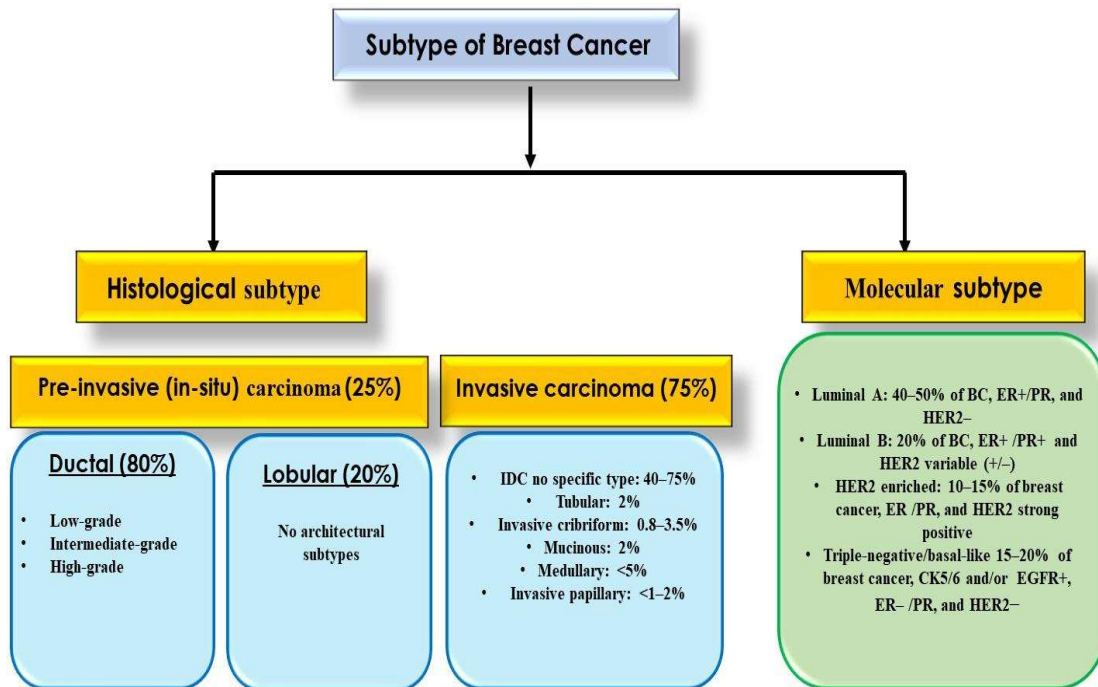 Subtype of Breast Cancer
Histological subtype
Molecular subtype
Pre-invasive (in-situ) carcinoma (25%)
Invasive carcinoma (75%)
Ductal (80%)
• Low-grade
• Intermediate-grade
• High-grade
Lobular (20%)
No architectural
subtypes
• IDC no specific type: 40–75%
• Tubular: 2%
• Invasive cribriform: 0.8–3.5%
• Mucinous: 2%
• Medullary: <5%
• Invasive papillary: <1–2%
• Luminal A: 40–50% of BC, ER+/PR, and
HER2–
• Luminal B: 20% of BC, ER+ /PR+ and
HER2 variable (+/–)
• HER2 enriched: 10–15% of breast
cancer, ER /PR, and HER2 strong
positive
• Triple-negative/basal-like 15–20% of
breast cancer, CK5/6 and/or EGFR+,
ER– /PR, and HER2–